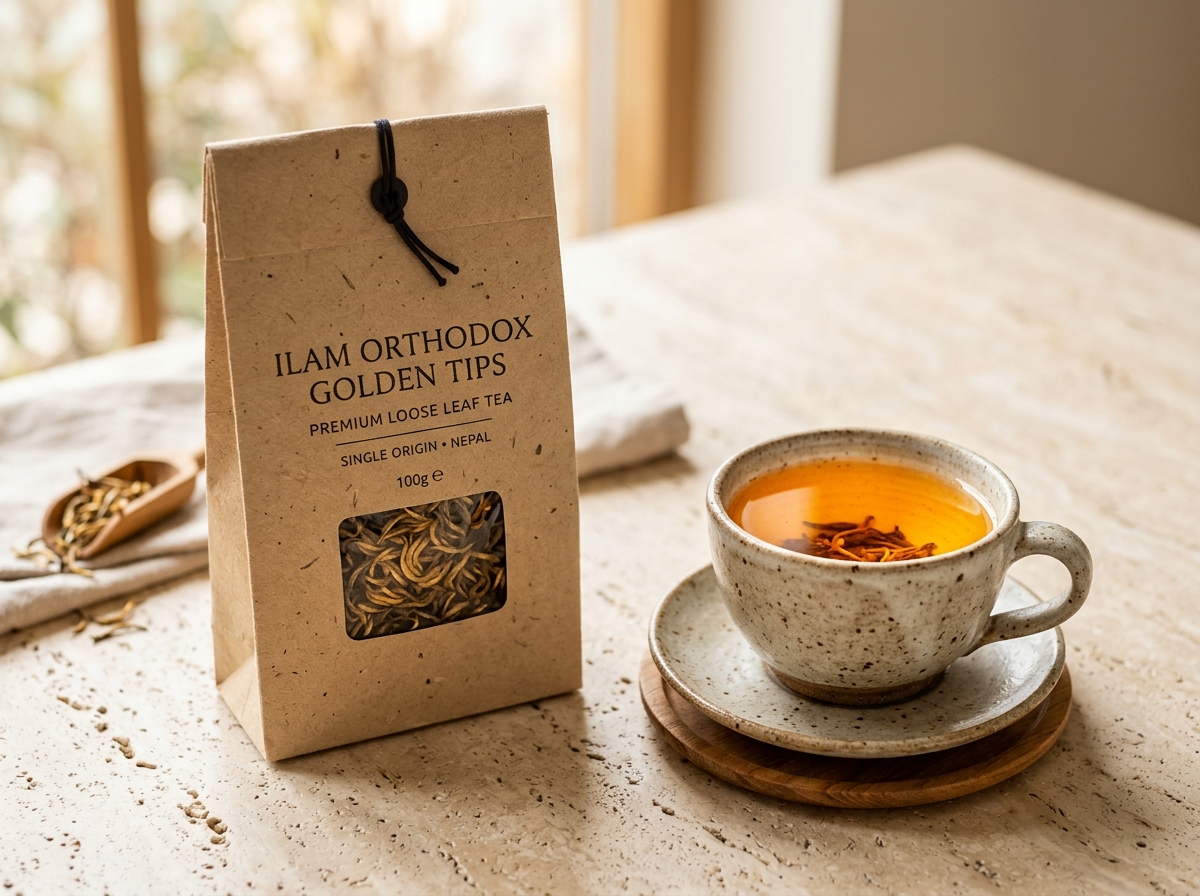 ILAM ORTHODOX
GOLDEN TIPS
PREMIUM LOOSE LEAF TEA
SINGLE ORIGIN • NEPAL
100g ℮